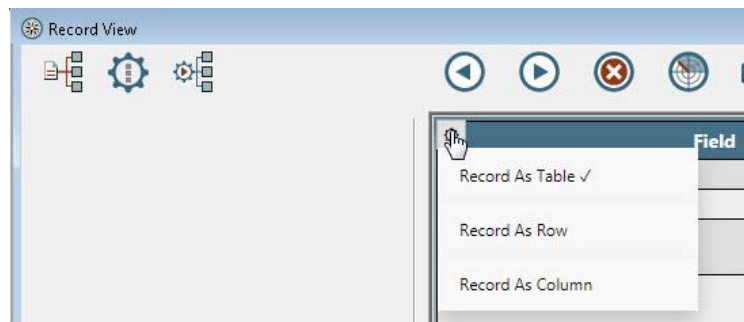 Record View
Field
Record As Table ✓
Record As Row
Record As Column